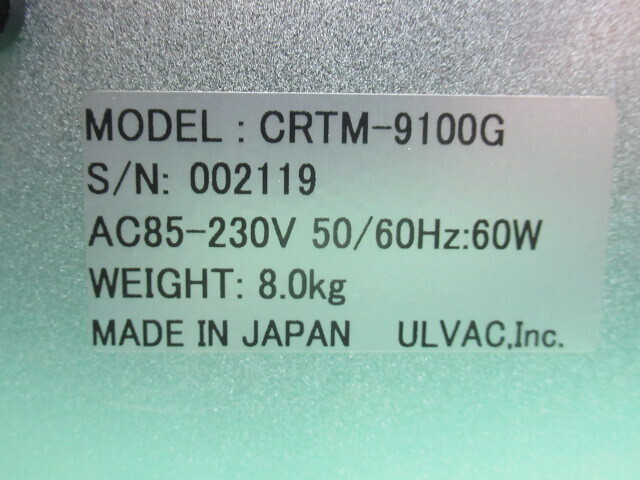 MODEL : CRTM-9100G
S/N: 002119
AC85-230V 50/60Hz:60W
WEIGHT: 8.0kg
MADE IN JAPAN ULVAC,Inc.